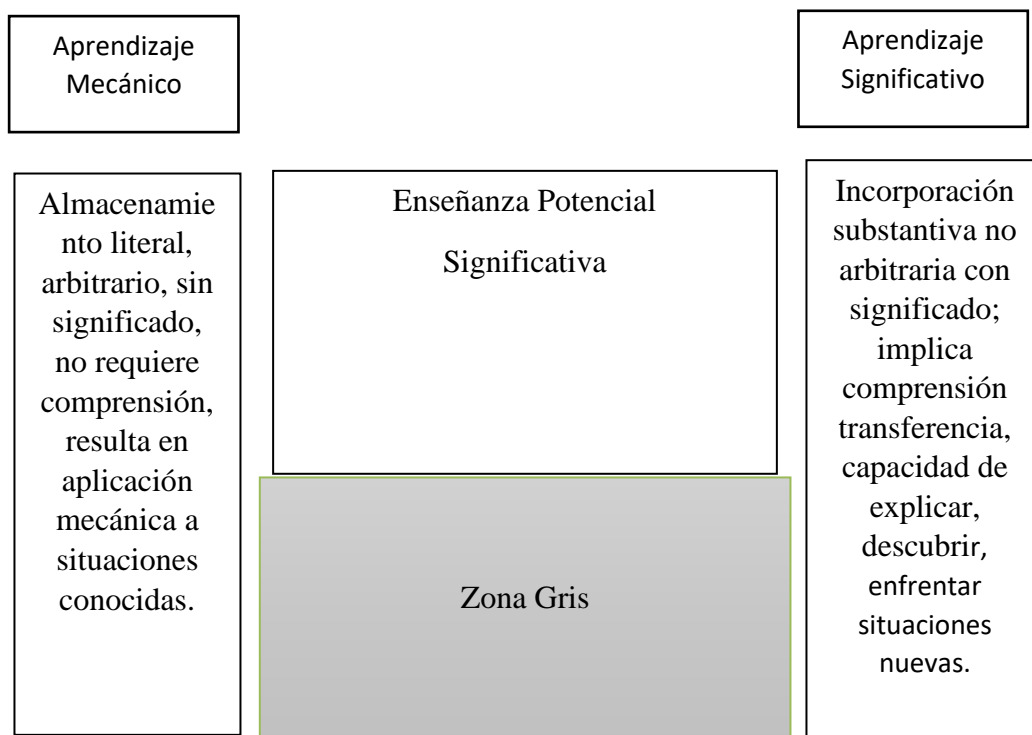 Aprendizaje
Mecánico
Aprendizaje
Significativo
Almacenamie
nto literal,
arbitrario, sin
significado,
no requiere
comprensión,
resulta en
aplicación
mecánica a
situaciones
conocidas.
Enseñanza Potencial
Significativa
Zona Gris
Incorporación
substantiva no
arbitraria con
significado;
implica
comprensión
transferencia,
capacidad de
explicar,
descubrir,
enfrentar
situaciones
nuevas.